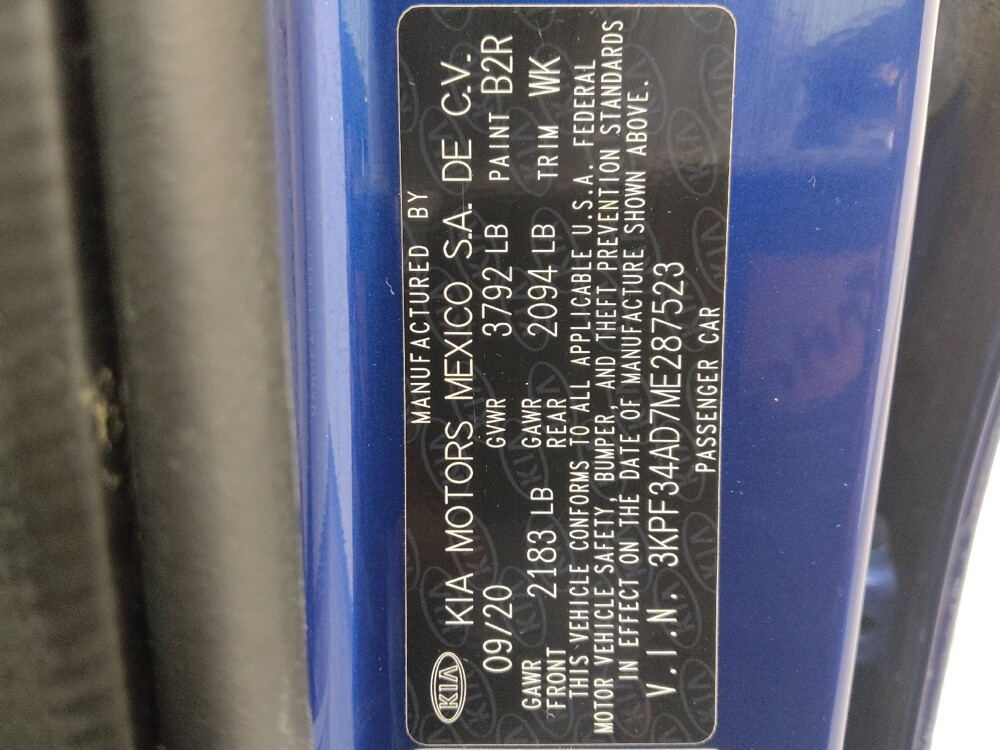 MANUFACTURED BY
KIA KIA MOTORS MEXICO S.A. DE C.V.
09/20 GVWR 3792 LB PAINT B2R
GAWR FRONT 2183 LB GAWR REAR 2094 LB TRIM WK
THIS VEHICLE CONFORMS TO ALL APPLICABLE U.S.A. FEDERAL
MOTOR VEHICLE SAFETY, BUMPER, AND THEFT PREVENTION STANDARDS
IN EFFECT ON THE DATE OF MANUFACTURE SHOWN ABOVE.
V.I.N. 3KPF34AD7ME287523
PASSENGER CAR